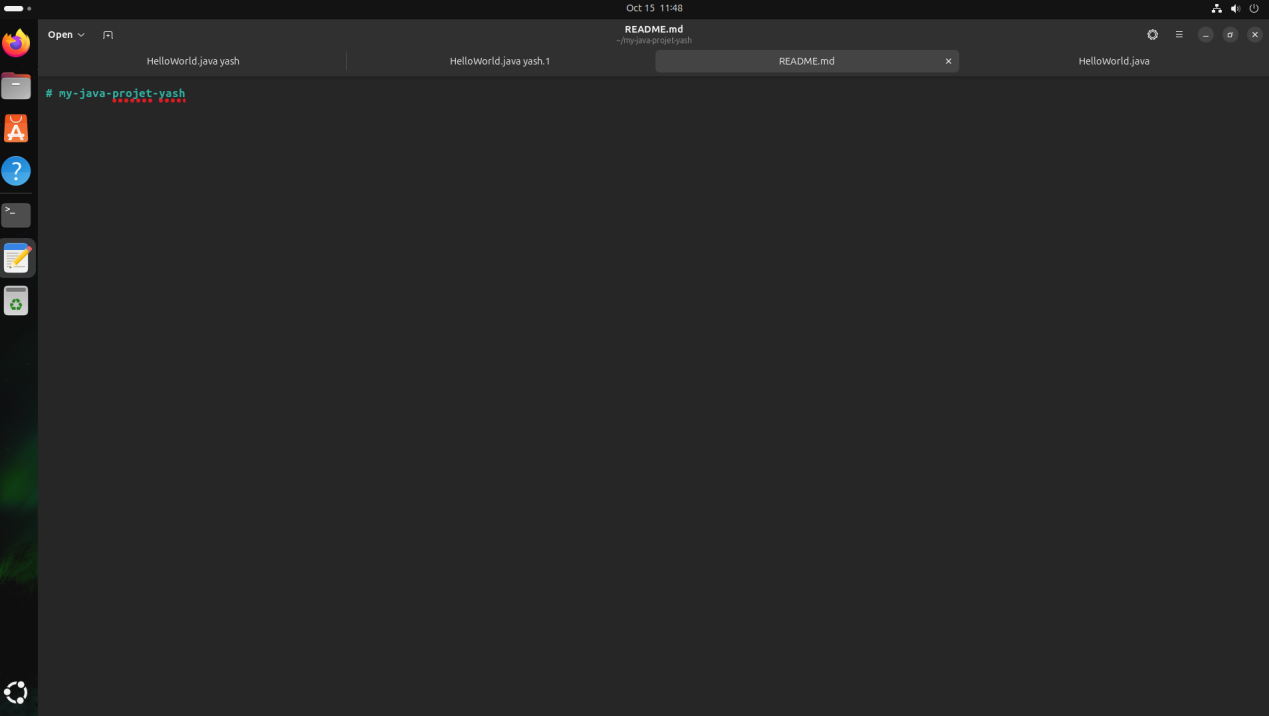 Oct 15 11:48
Open
README.md
~/my-java-projet-yash
HelloWorld.java yash
HelloWorld.java yash.1
README.md
HelloWorld.java
# my-java-projet-yash